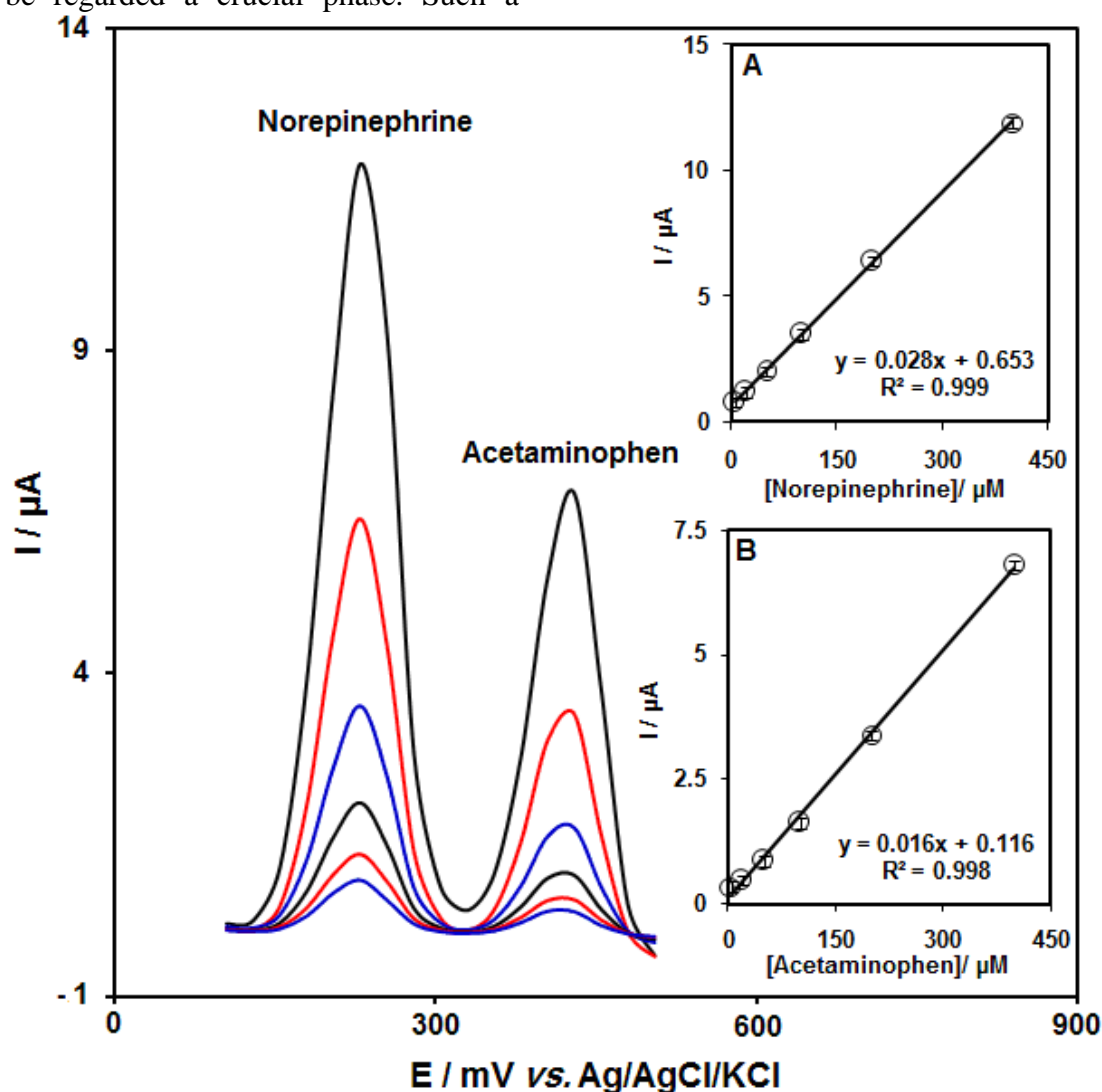 be regarded a crucial phase. Such a
14
9
4
- 1
I / µA
0
300
600
900
E / mV vs. Ag/AgCl/KCl
Norepinephrine
Acetaminophen
A
15
10
5
0
I / µA
y = 0.028x + 0.653
R² = 0.999
0
150
300
450
[Norepinephrine]/ µM
B
7.5
5
2.5
0
I / µA
y = 0.016x + 0.116
R² = 0.998
0
150
300
450
[Acetaminophen]/ µM